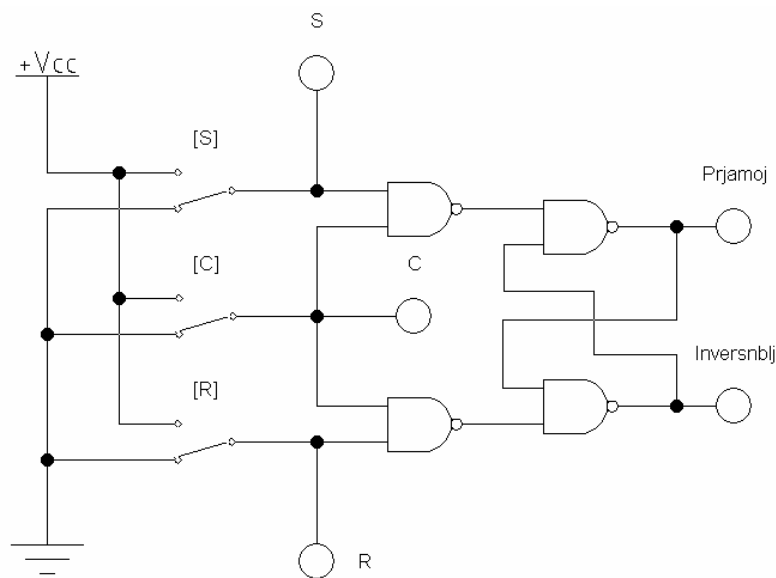 S
+Vcc
[S]
Prjamoj
[C]
C
Inversnblj
[R]
R